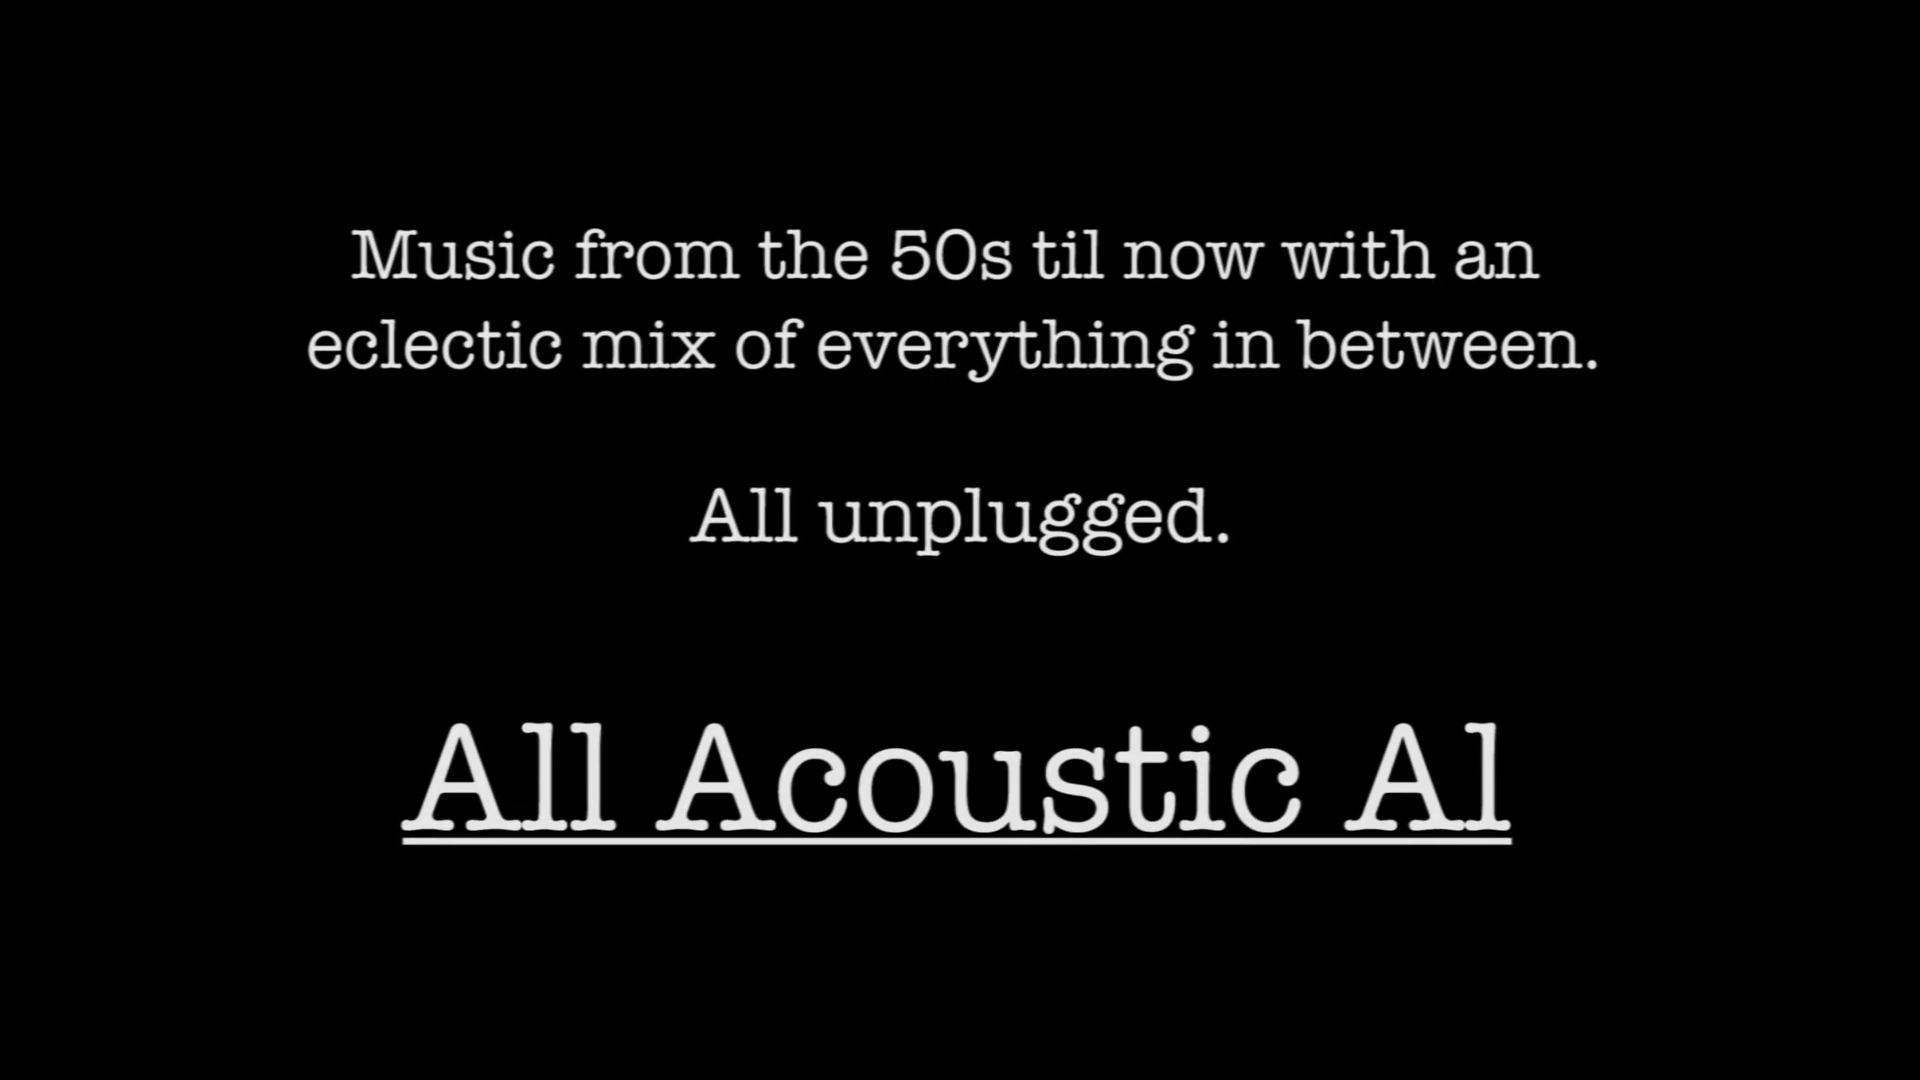 Music from the 50s til now with an
eclectic mix of everything in between.
All unplugged.
All Acoustic Al